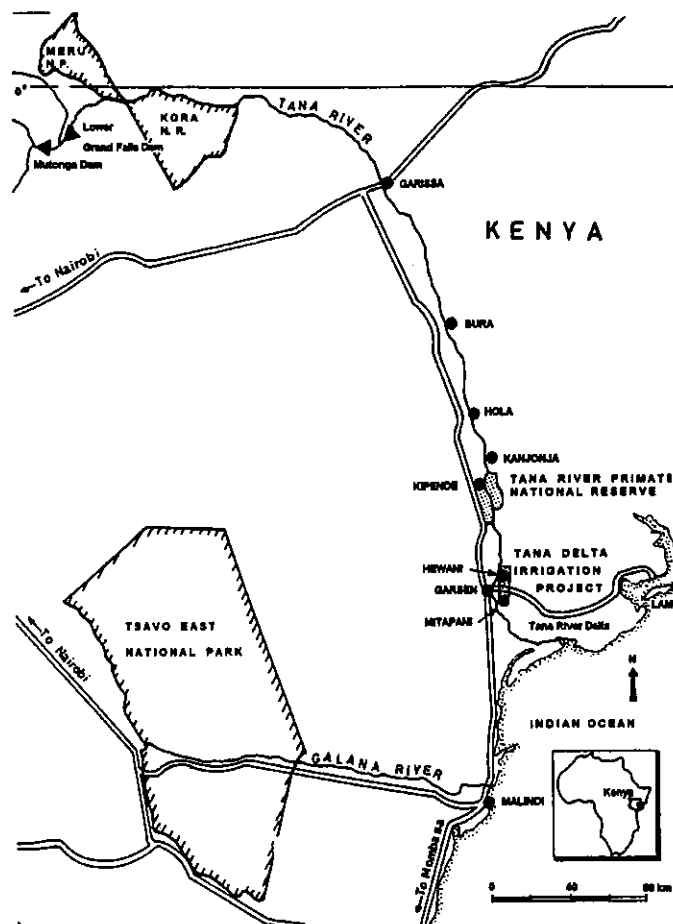 MERU
N.P.
0°
Lower
Grand Falls Dam
Mutonga Dam
KORA
N. R.
TANA RIVER
GARISSA
KENYA
←To Nairobi
BURA
HOLA
KANJONJA
KIPENDE
TANA RIVER PRIMATE
NATIONAL RESERVE
TANA DELTA
IRRIGATION
PROJECT
HEWANI
GARSEN
MITAPANI
LAM
Tana River Delta
TSAVO EAST
NATIONAL PARK
←To Nairobi
N
INDIAN OCEAN
GALANA RIVER
Kenya
MALINDI
←To Mombasa
0 40 80 km